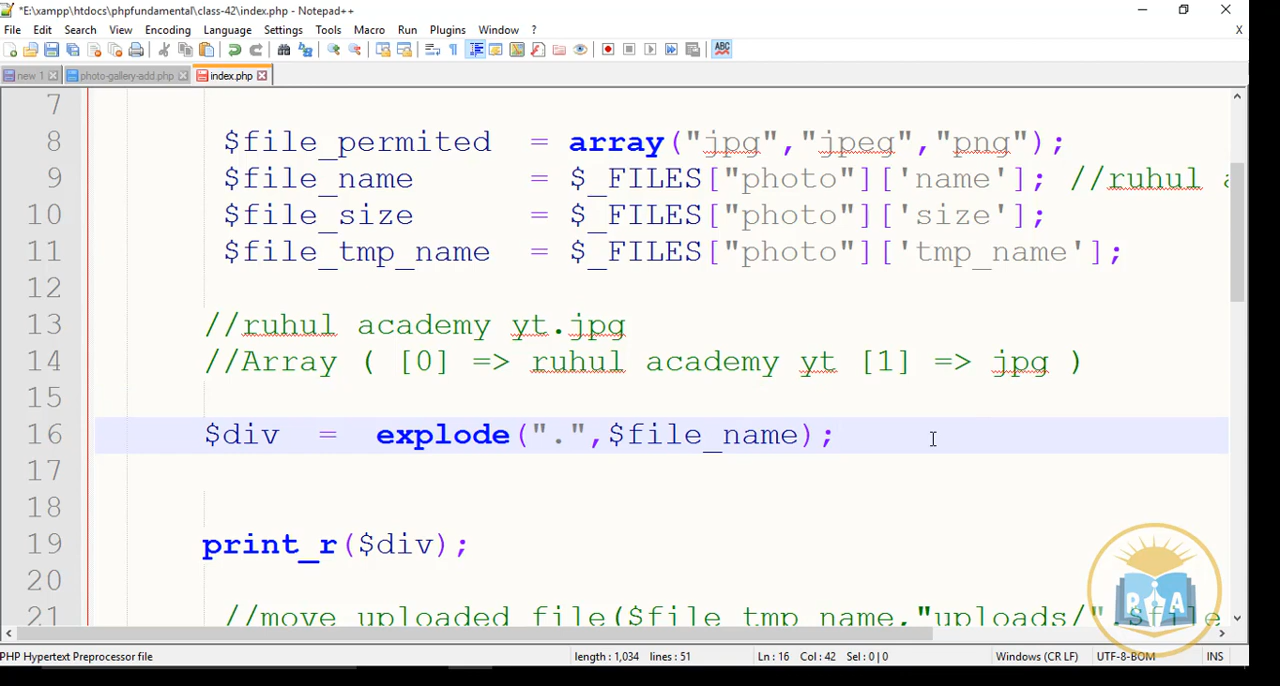 *E:\xampp\htdocs\phpfundamental\class-42\index.php - Notepad++
File Edit Search View Encoding Language Settings Tools Macro Run Plugins Window ? X
new 1 photo-gallery-add.php index.php
7
8 $file_permited = array("jpg","jpeg","png");
9 $file_name = $_FILES["photo"]['name']; //ruhul
10 $file_size = $_FILES["photo"]['size'];
11 $file_tmp_name = $_FILES["photo"]['tmp_name'];
12
13 //ruhul academy yt.jpg
14 //Array ( [0] => ruhul academy yt [1] => jpg )
15
16 $div = explode(".",$file_name);
17
18
19 print_r($div);
20
21 //move_uploaded_file($file_tmp_name,"uploads/".$file
R A
PHP Hypertext Preprocessor file length : 1,034 lines : 51 Ln : 16 Col : 42 Sel : 0 | 0 Windows (CR LF) UTF-8-BOM INS